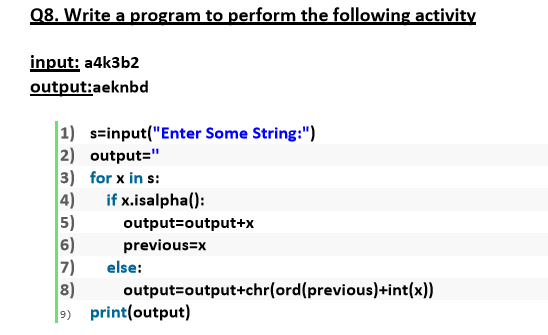 Q8. Write a program to perform the following activity
input: a4k3b2
output:aeknbd
1) s=input("Enter Some String:")
2) output=''
3) for x in s:
4) if x.isalpha():
5) output=output+x
6) previous=x
7) else:
8) output=output+chr(ord(previous)+int(x))
9) print(output)